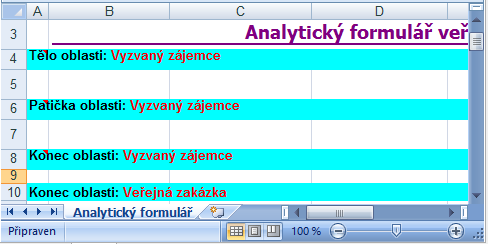 A B C D
3 Analytický formulář veř
4 Tělo oblasti: Vyzvaný zájemce
5
6 Patička oblasti: Vyzvaný zájemce
7
8 Konec oblasti: Vyzvaný zájemce
9
10 Konec oblasti: Veřejná zakázka
Analytický formulář
Připraven 100 %